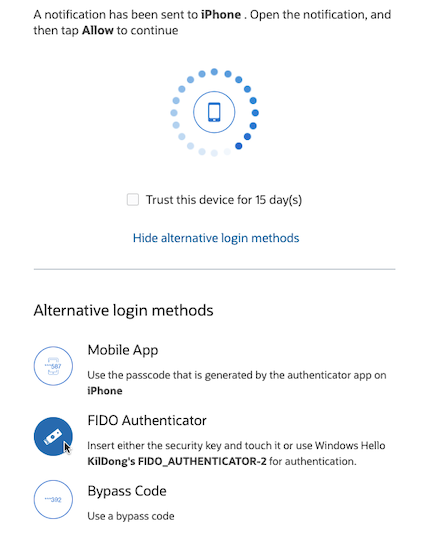 A notification has been sent to iPhone . Open the notification, and
then tap Allow to continue
Trust this device for 15 day(s)
Hide alternative login methods
Alternative login methods
Mobile App
***587
Use the passcode that is generated by the authenticator app on
iPhone
FIDO Authenticator
Insert either the security key and touch it or use Windows Hello
KilDong's FIDO_AUTHENTICATOR-2 for authentication.
Bypass Code
***392
Use a bypass code